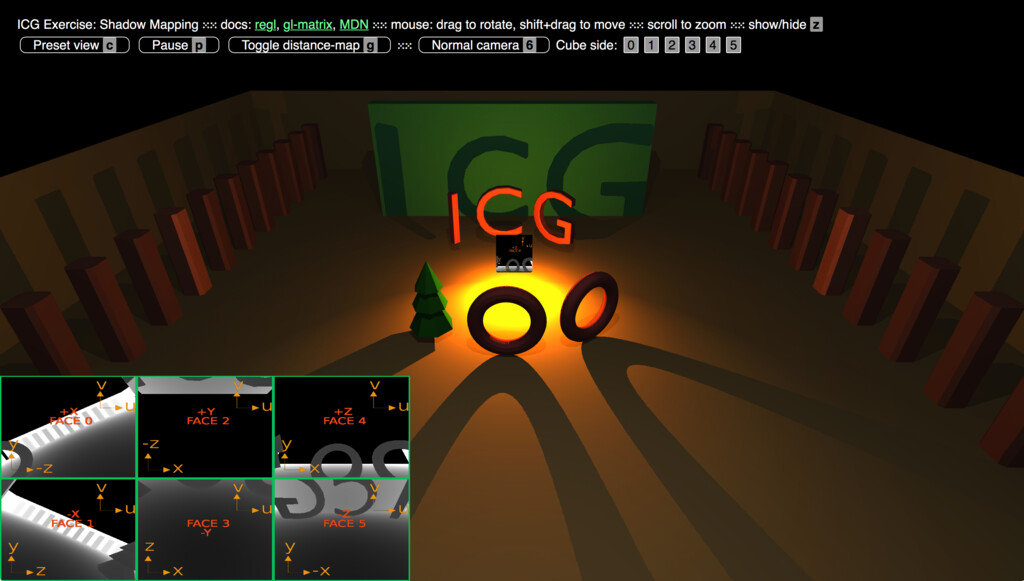 ICG Exercise: Shadow Mapping ::: docs: regl, gl-matrix, MDN ::: mouse: drag to rotate, shift+drag to move ::: scroll to zoom ::: show/hide z
Preset view c Pause p Toggle distance-map g ::: Normal camera 6 Cube side: 0 1 2 3 4 5
ICG
ICG
v v v
+X +Y +Z
FACE 0 u FACE 2 u FACE 4 u
y -z y
-z x x
v v v
-X FACE 3 -Z
FACE 1 u -Y u FACE 5 u
y z y
z x -x